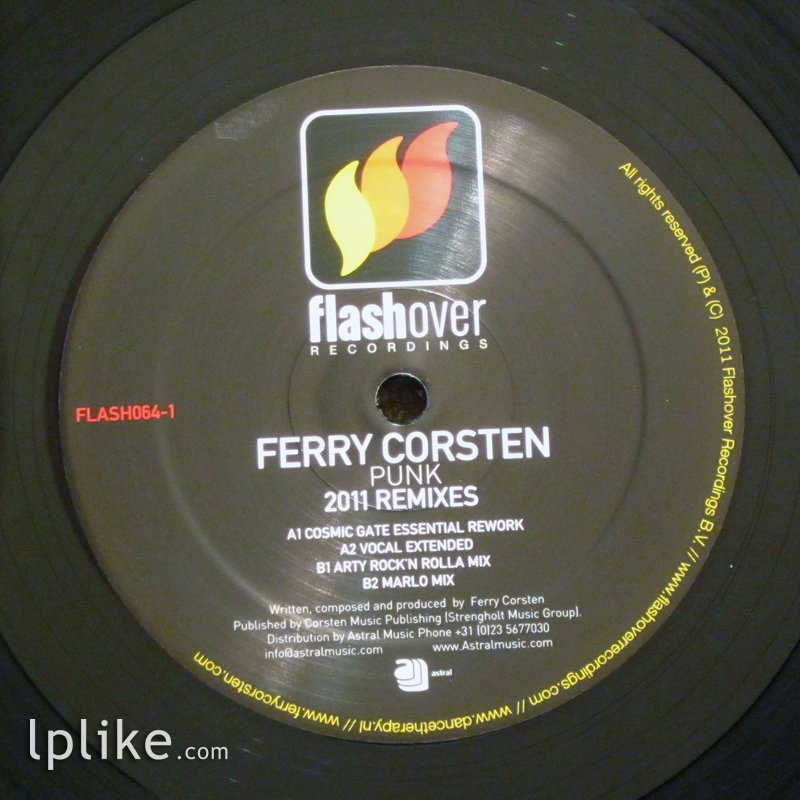 flashover
RECORDINGS
FLASH064-1
FERRY CORSTEN
PUNK
2011 REMIXES
A1 COSMIC GATE ESSENTIAL REWORK
A2 VOCAL EXTENDED
B1 ARTY ROCK'N ROLLA MIX
B2 MARLO MIX
Written, composed and produced by Ferry Corsten
Published by Corsten Music Publishing (Strengholt Music Group).
Distribution by Astral Music Phone +31 (0)23 5677030
info@astralmusic.com www.Astralmusic.com
astral
All rights reserved (P) & (C) 2011 Flashover Recordings B.V. // www.flashoverrecordings.com // www.dancetherapy.nl // www.ferrycorsten.com
lplike.com